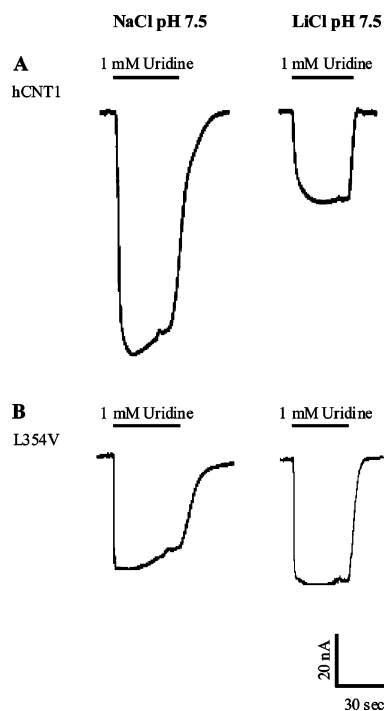 NaCl pH 7.5 LiCl pH 7.5
A 1 mM Uridine 1 mM Uridine
hCNT1
B 1 mM Uridine 1 mM Uridine
L354V
20 nA
30 sec